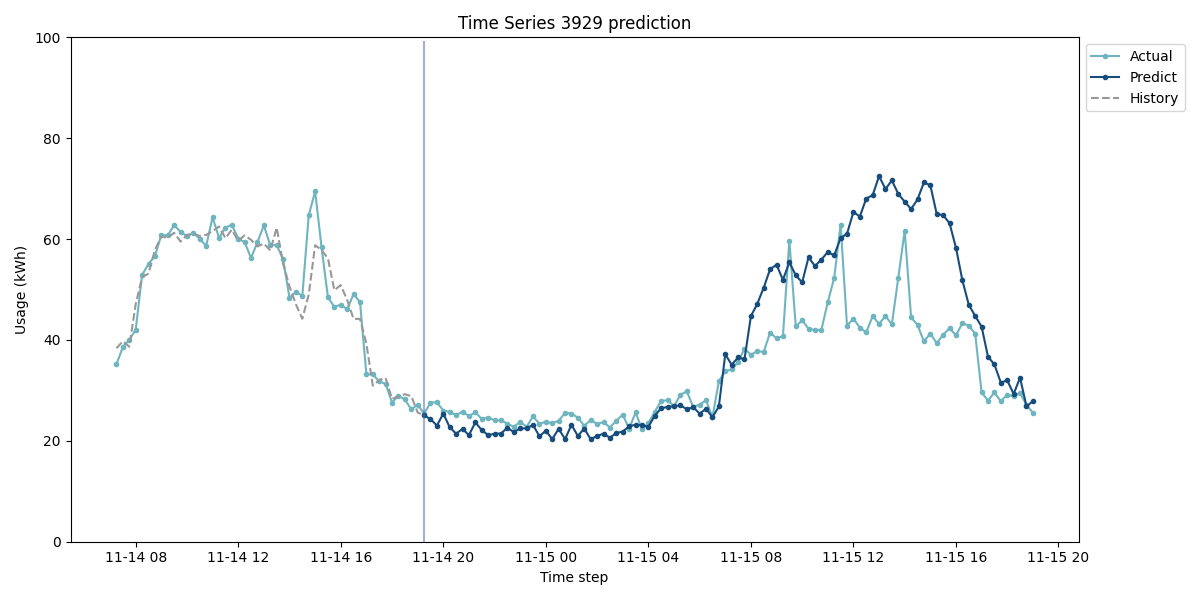 Time Series 3929 prediction
100
80
60
40
20
0
Usage (kWh)
11-14 08
11-14 12
11-14 16
11-14 20
11-15 00
11-15 04
11-15 08
11-15 12
11-15 16
11-15 20
Time step
Actual
Predict
History